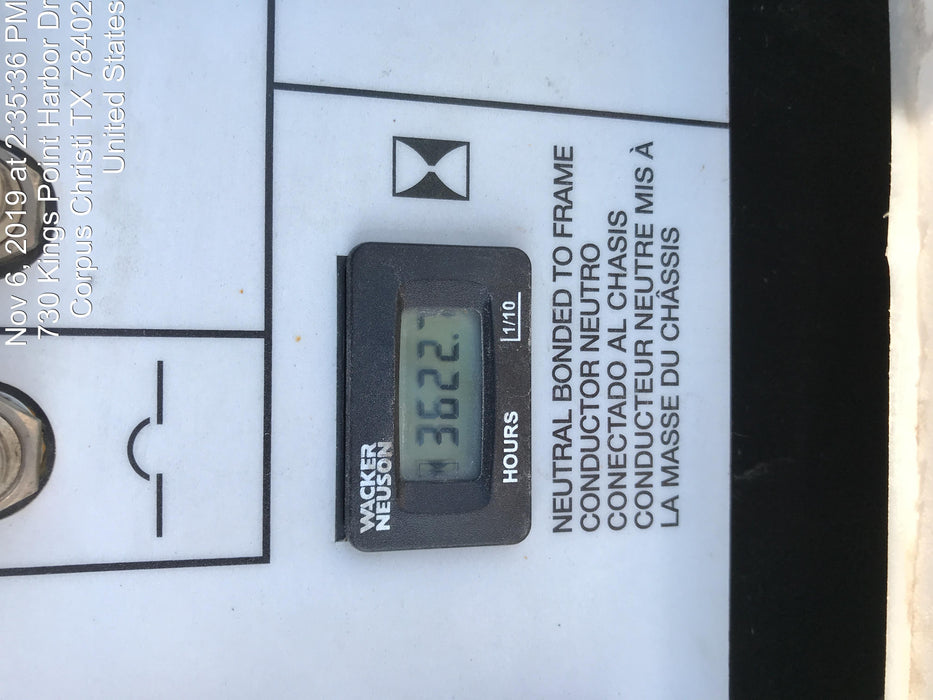 Nov 6, 2019 at 2:35:36 PM
730 Kings Point Harbor Dr
Corpus Christi TX 78402
United States
WACKER
NEUSON
3622.
HOURS 1/10
NEUTRAL BONDED TO FRAME
CONDUCTOR NEUTRO
CONECTADO AL CHASIS
CONDUCTEUR NEUTRE MIS À
LA MASSE DU CHÂSSIS